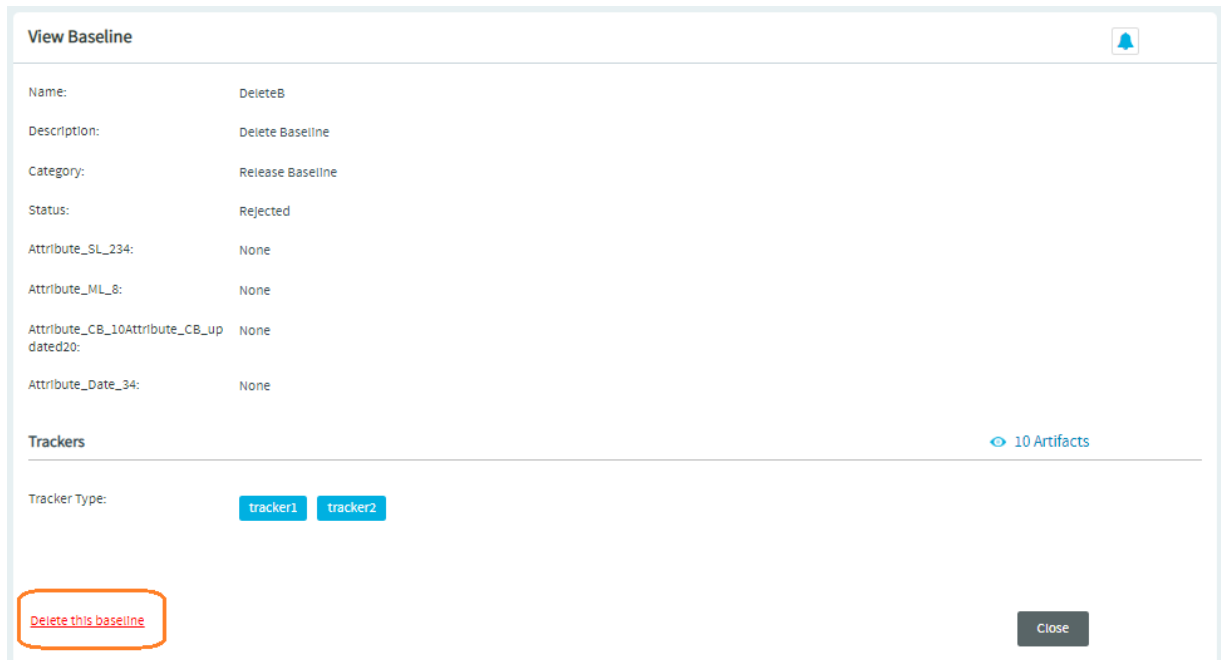 View Baseline
Name: DeleteB
Description: Delete Baseline
Category: Release Baseline
Status: Rejected
Attribute_SL_234: None
Attribute_ML_8: None
Attribute_CB_10Attribute_CB_up None
dated20:
Attribute_Date_34: None
Trackers 10 Artifacts
Tracker Type: tracker1 tracker2
Delete this baseline Close